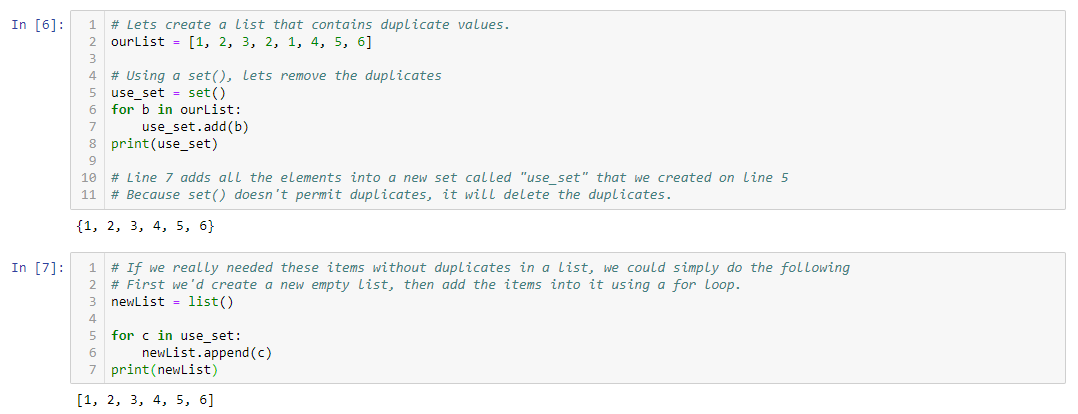 In [6]:
1 # Lets create a list that contains duplicate values.
2 ourList = [1, 2, 3, 2, 1, 4, 5, 6]
3
4 # Using a set(), lets remove the duplicates
5 use_set = set()
6 for b in ourList:
7     use_set.add(b)
8 print(use_set)
9
10 # Line 7 adds all the elements into a new set called "use_set" that we created on line 5
11 # Because set() doesn't permit duplicates, it will delete the duplicates.
{1, 2, 3, 4, 5, 6}
In [7]:
1 # If we really needed these items without duplicates in a list, we could simply do the following
2 # First we'd create a new empty list, then add the items into it using a for loop.
3 newList = list()
4
5 for c in use_set:
6     newList.append(c)
7 print(newList)
[1, 2, 3, 4, 5, 6]